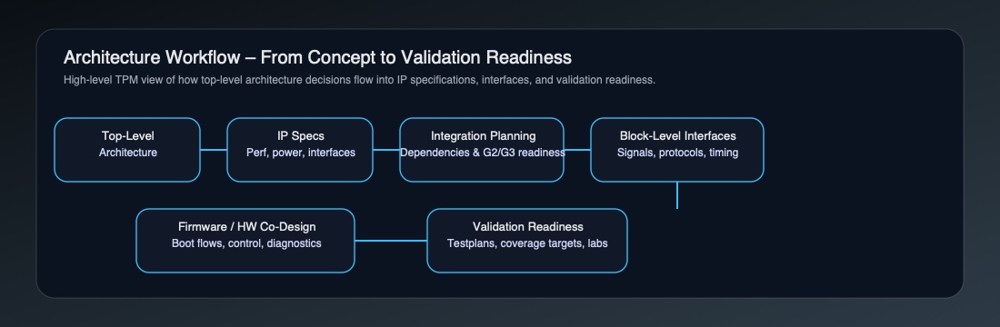 Architecture Workflow – From Concept to Validation Readiness
High-level TPM view of how top-level architecture decisions flow into IP specifications, interfaces, and validation readiness.
Top-Level
Architecture
IP Specs
Perf, power, interfaces
Integration Planning
Dependencies & G2/G3 readiness
Block-Level Interfaces
Signals, protocols, timing
Firmware / HW Co-Design
Boot flows, control, diagnostics
Validation Readiness
Testplans, coverage targets, labs